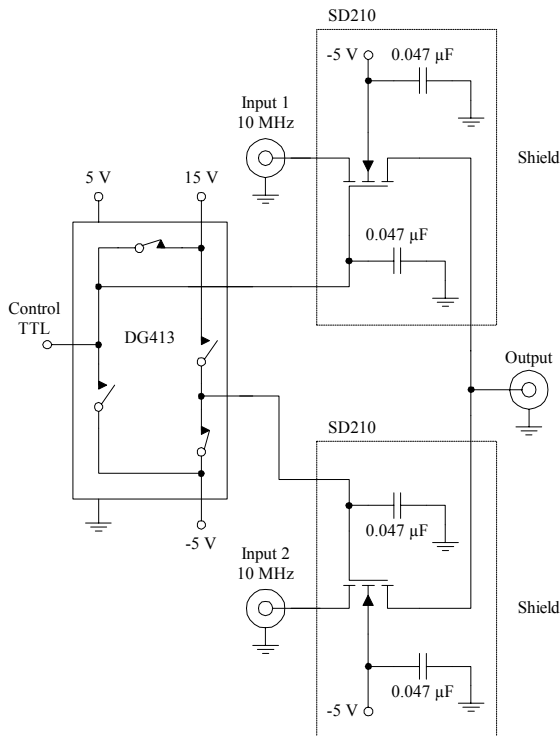 SD210
-5 V
0.047 µF
Input 1
10 MHz
Shield
5 V
15 V
0.047 µF
Control
TTL
DG413
Output
SD210
-5 V
0.047 µF
Input 2
10 MHz
Shield
0.047 µF
-5 V